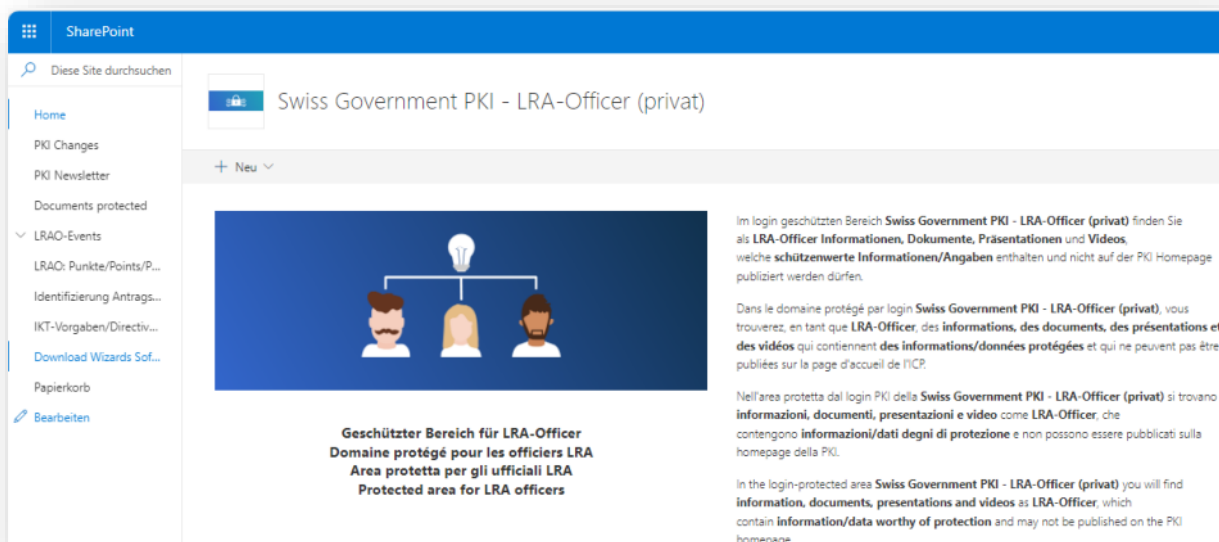 SharePoint
Diese Site durchsuchen
Home
PKI Changes
PKI Newsletter
Documents protected
LRAO-Events
LRAO: Punkte/Points/P...
Identifizierung Antrags...
IKT-Vorgaben/Directiv...
Download Wizards Sof...
Papierkorb
Bearbeiten
Swiss Government PKI - LRA-Officer (privat)
Neu
Geschützter Bereich für LRA-Officer
Domaine protégé pour les officiers LRA
Area protetta per gli ufficiali LRA
Protected area for LRA officers
Im login geschützten Bereich Swiss Government PKI - LRA-Officer (privat) finden Sie
als LRA-Officer Informationen, Dokumente, Präsentationen und Videos,
welche schützenwerte Informationen/Angaben enthalten und nicht auf der PKI Homepage
publiziert werden dürfen.
Dans le domaine protégé par login Swiss Government PKI - LRA-Officer (privat), vous
trouverez, en tant que LRA-Officer, des informations, des documents, des présentations et
des vidéos qui contiennent des informations/données protégées et qui ne peuvent pas être
publiées sur la page d'accueil de l'ICP.
Nell'area protetta dal login PKI della Swiss Government PKI - LRA-Officer (privat) si trovano
informazioni, documenti, presentazioni e video come LRA-Officer, che
contengono informazioni/dati degni di protezione e non possono essere pubblicati sulla
homepage della PKI.
In the login-protected area Swiss Government PKI - LRA-Officer (privat) you will find
information, documents, presentations and videos as LRA-Officer, which
contain information/data worthy of protection and may not be published on the PKI
homepage.